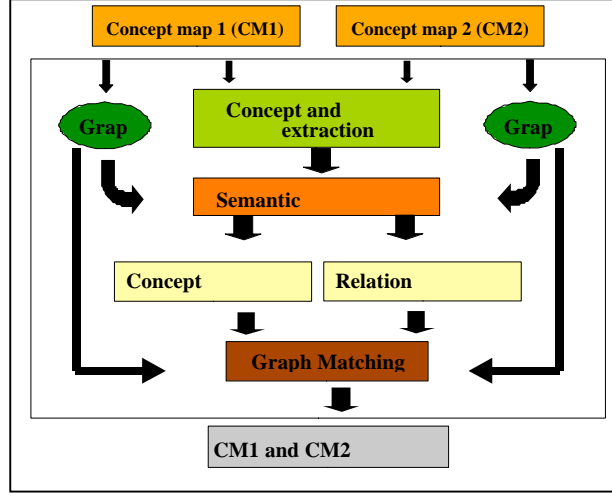 Concept map 1 (CM1)
Concept map 2 (CM2)
Grap
Concept and
extraction
Grap
Semantic
Concept
Relation
Graph Matching
CM1 and CM2